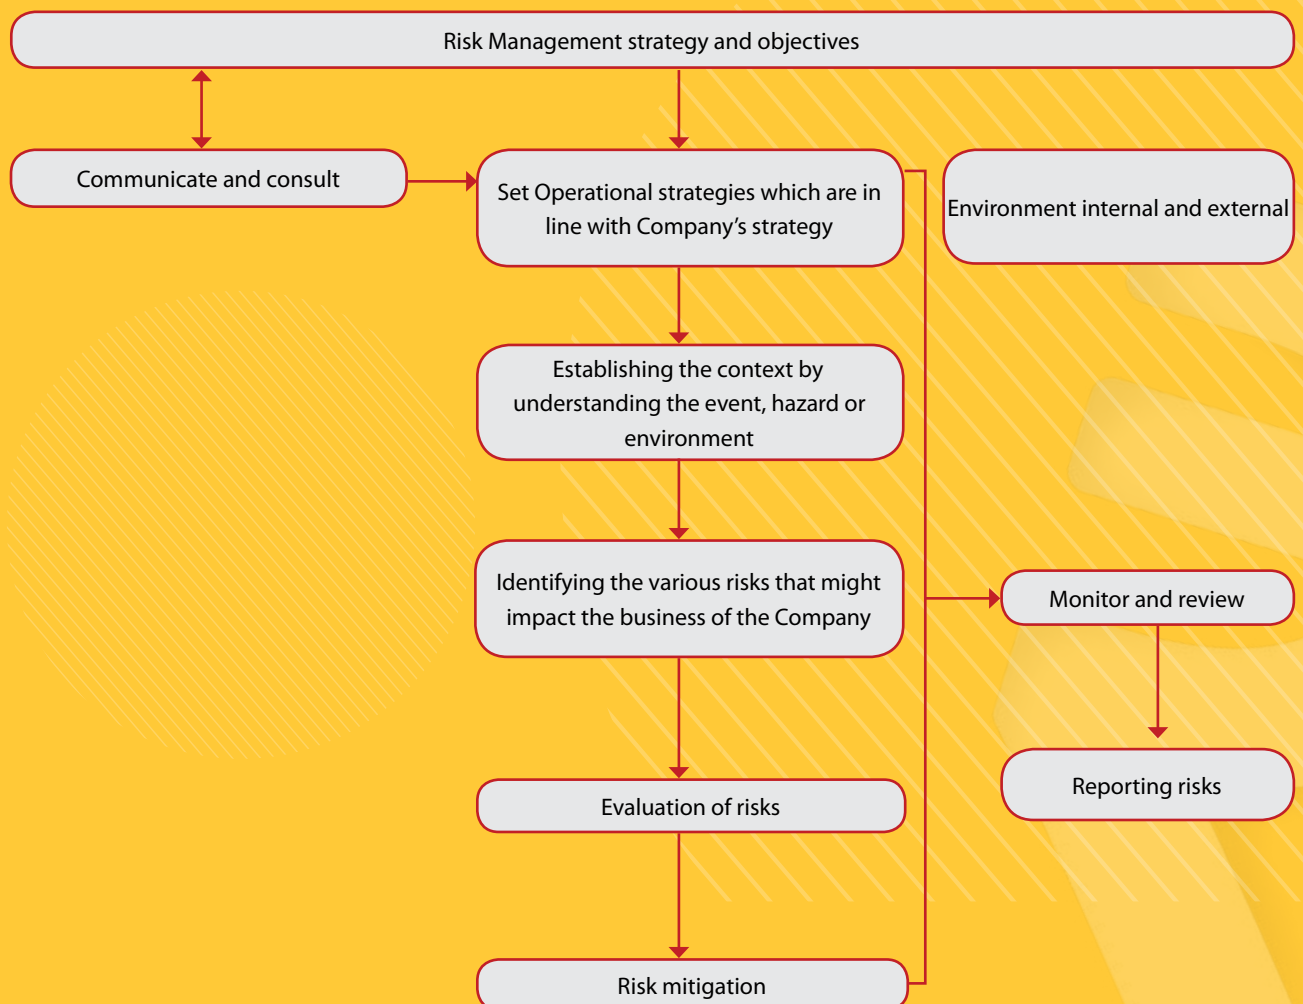 Risk Management strategy and objectives
Communicate and consult
Set Operational strategies which are in
line with Company’s strategy
Environment internal and external
Establishing the context by
understanding the event, hazard or
environment
Identifying the various risks that might
impact the business of the Company
Monitor and review
Reporting risks
Evaluation of risks
Risk mitigation